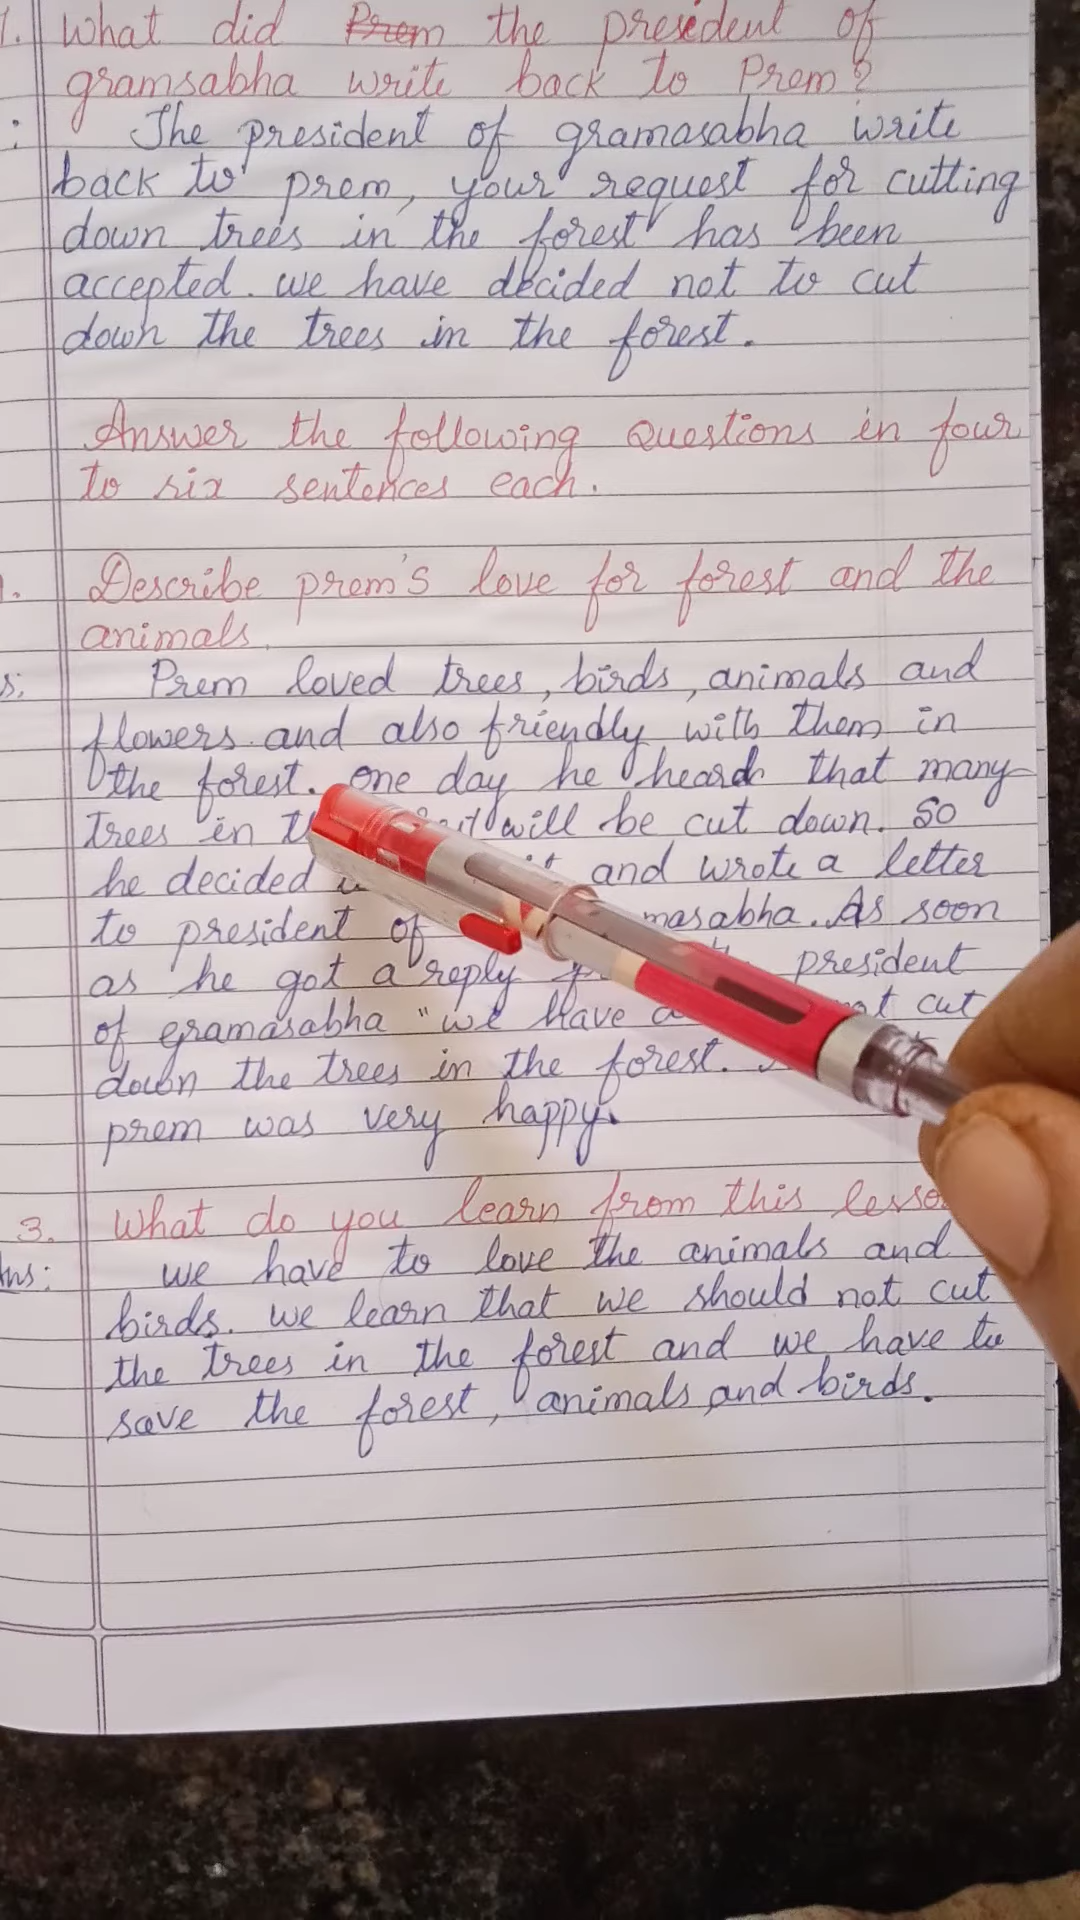 1. What did Prem the president of
gramsabha write back to Prem?
: The president of gramasabha write
back to prem, your request for cutting
down trees in the forest has been
accepted. we have decided not to cut
down the trees in the forest.
Answer the following Questions in four
to six sentences each.
1. Describe prem's love for forest and the
animals.
s: Prem loved trees, birds, animals and
flowers and also friendly with them in
the forest. One day he heard that many
trees in will be cut down. So
he decided and wrote a letter
to president of masabha. As soon
as he got a reply president
of gramasabha "we have cut
down the trees in the forest.
prem was very happy.
3. What do you learn from this
Ans: we have to love the animals and
birds. we learn that we should not cut
the trees in the forest and we have to
save the forest, animals and birds.